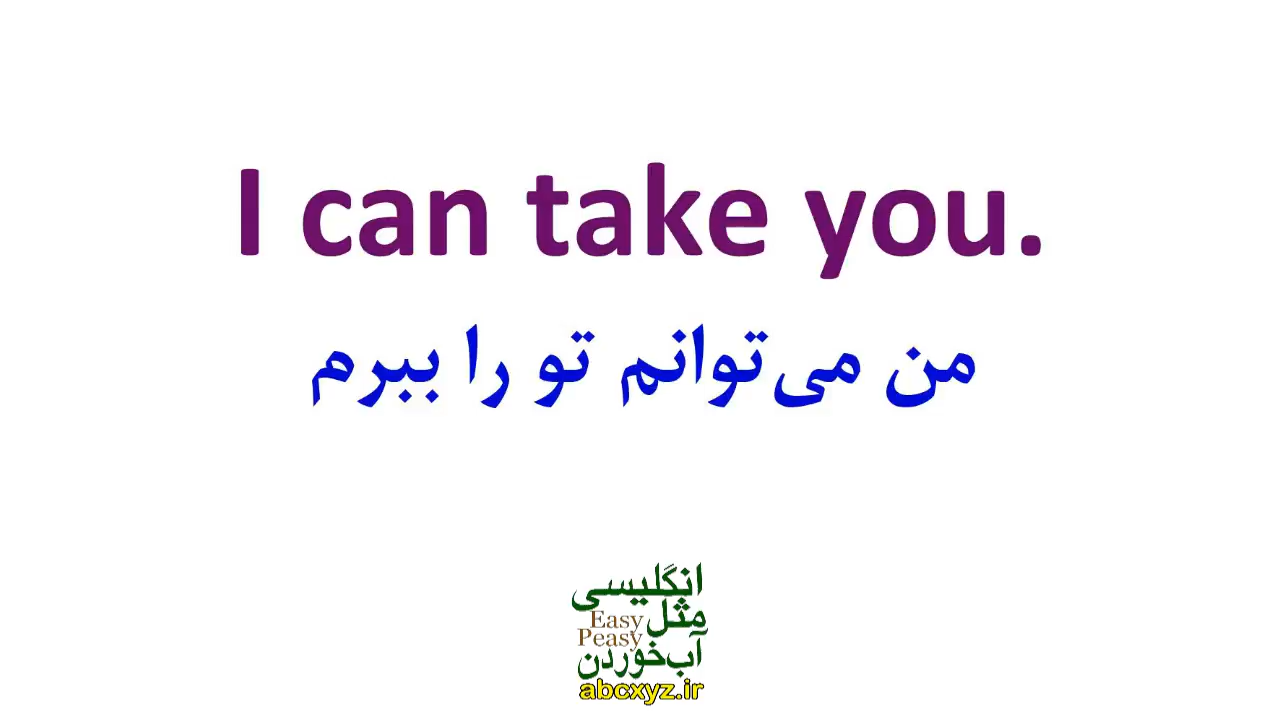 I can take you.
من می‌توانم تو را ببرم
انگلیسی
مثل
Easy
Peasy
آب‌خوردن
abcxyz.ir